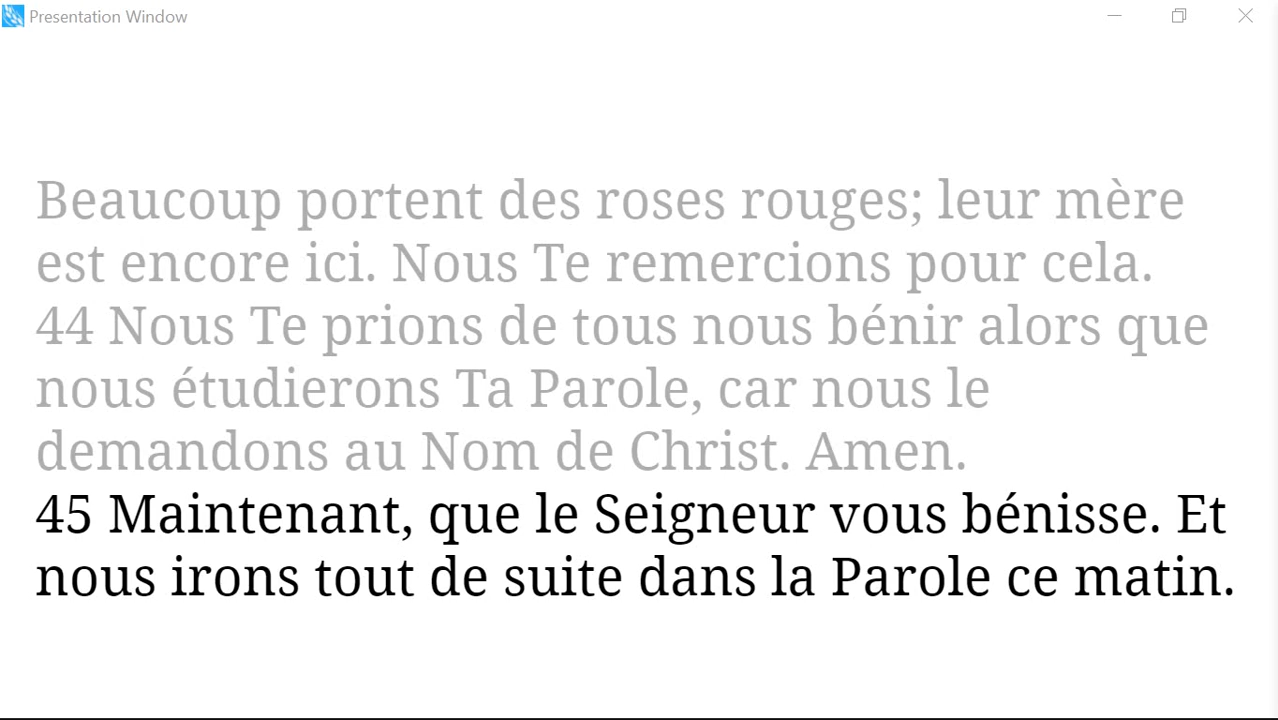 Presentation Window
Beaucoup portent des roses rouges; leur mère
est encore ici. Nous Te remercions pour cela.
44 Nous Te prions de tous nous bénir alors que
nous étudierons Ta Parole, car nous le
demandons au Nom de Christ. Amen.
45 Maintenant, que le Seigneur vous bénisse. Et
nous irons tout de suite dans la Parole ce matin.